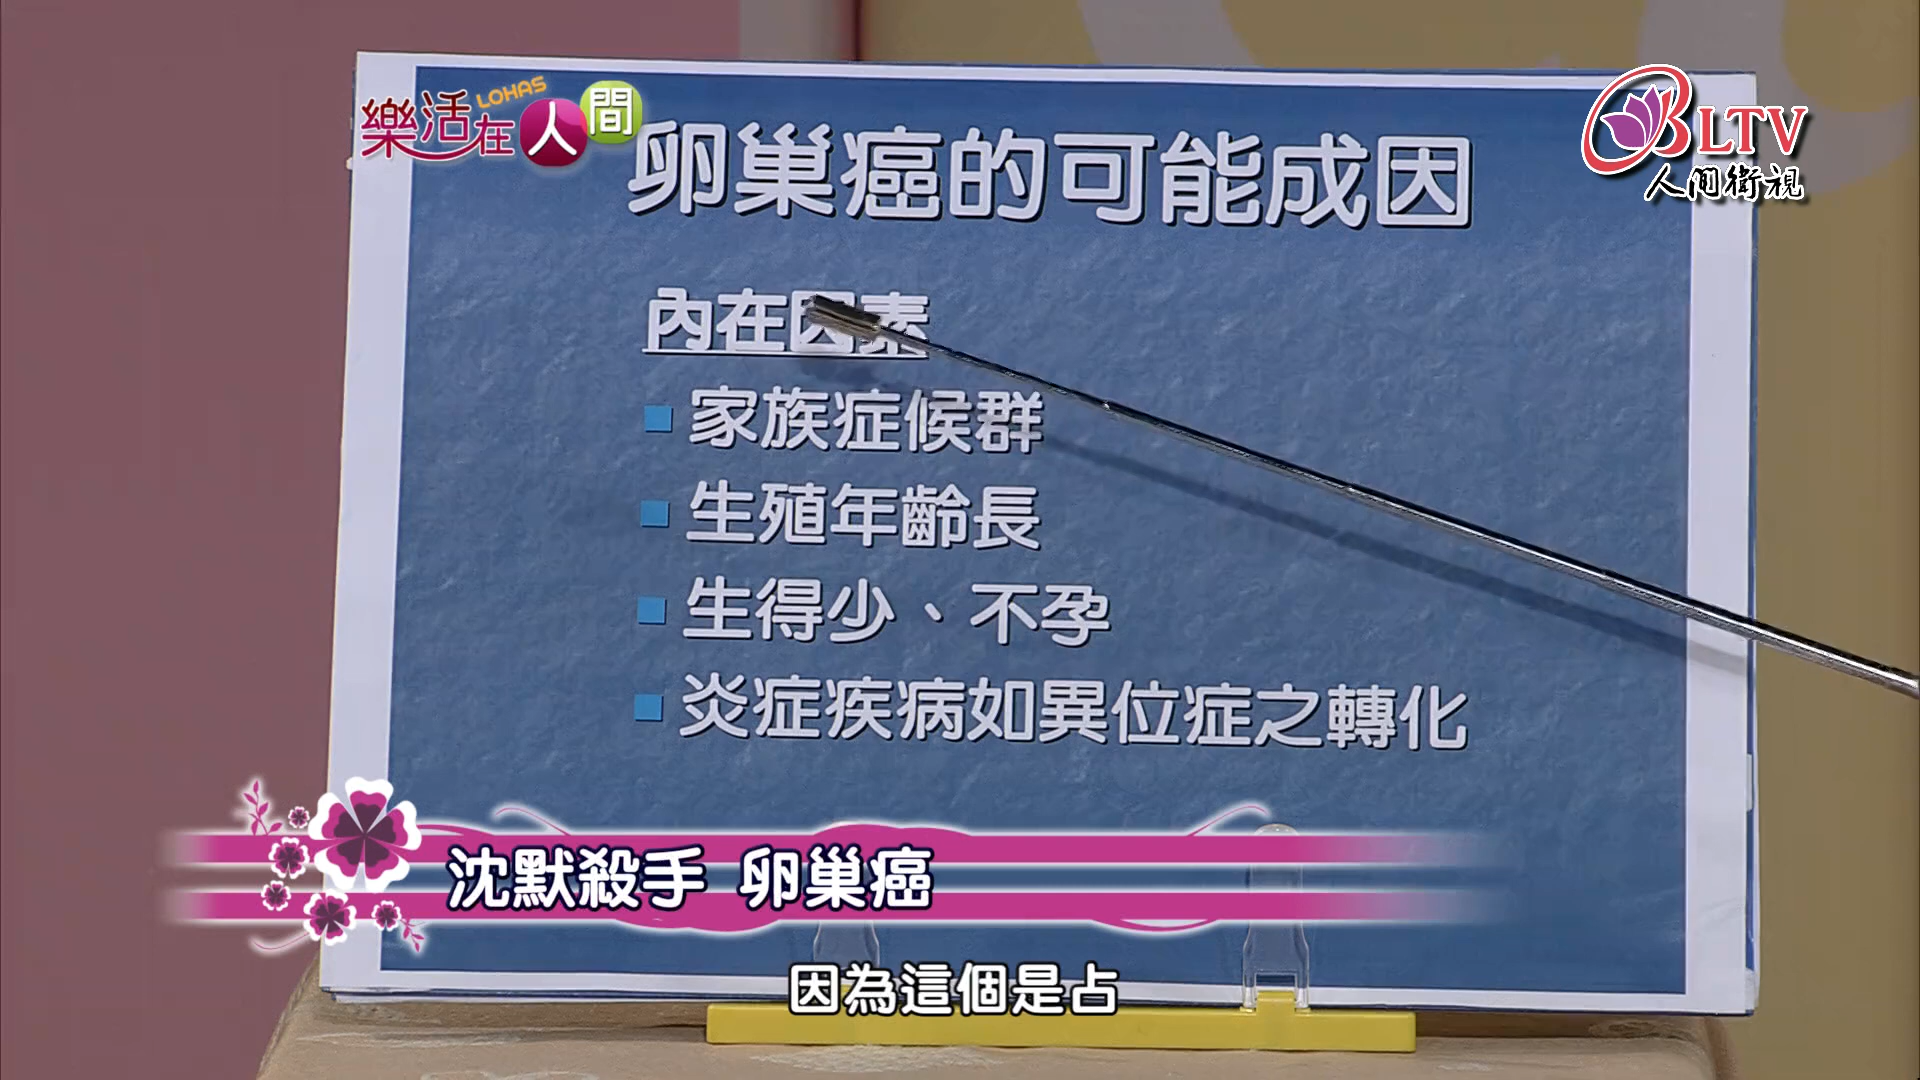 樂活在人間
LOHAS
BLTV
人間衛視
卵巢癌的可能成因
內在因素
家族症候群
生殖年齡長
生得少、不孕
炎症疾病如異位症之轉化
沈默殺手 卵巢癌
因為這個是占